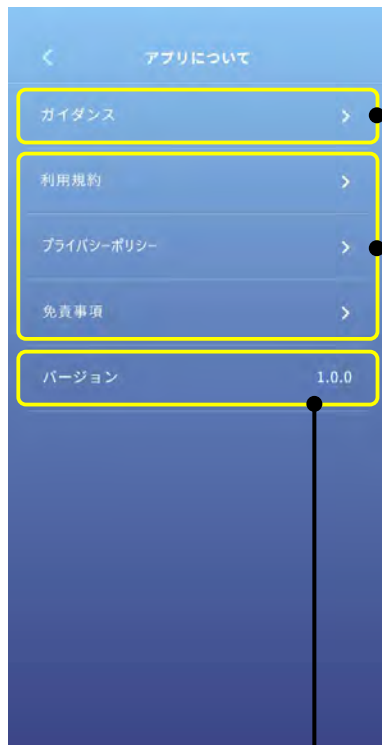 アプリについて
ガイダンス
利用規約
プライバシーポリシー
免責事項
バージョン 1.0.0